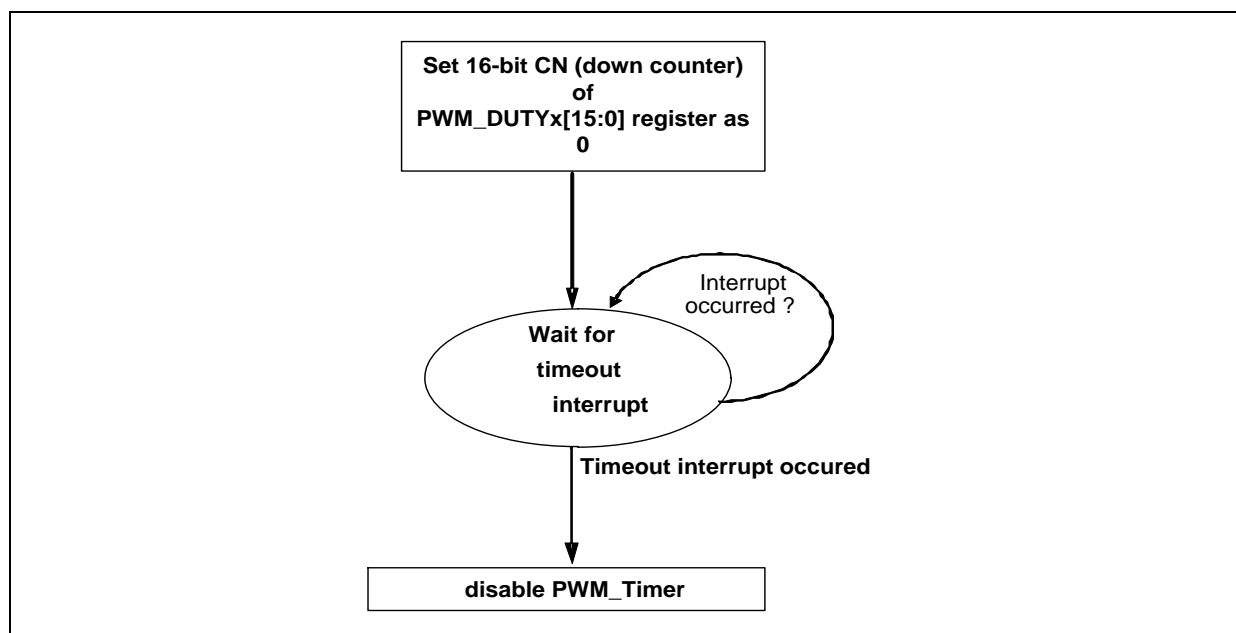 Set 16-bit CN (down counter)
of
PWM_DUTYx[15:0] register as
0
Interrupt
occurred ?
Wait for
timeout
interrupt
Timeout interrupt occured
disable PWM_Timer